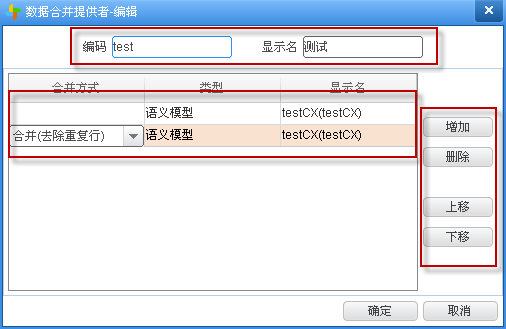 数据合并提供者-编辑
编码 test 显示名 测试
合并方式 类型 显示名
语义模型 testCX(testCX)
合并(去除重复行) 语义模型 testCX(testCX)
增加
删除
上移
下移
确定 取消